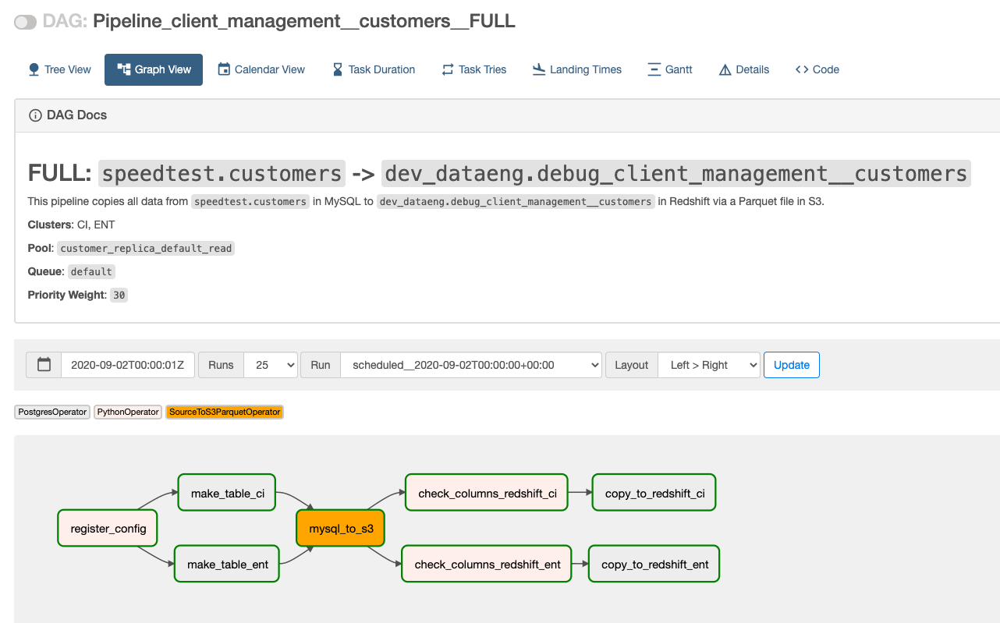 DAG: Pipeline_client_management__customers__FULL
Tree View Graph View Calendar View Task Duration Task Tries Landing Times Gantt Details Code
DAG Docs
FULL: speedtest.customers -> dev_dataeng.debug_client_management__customers
This pipeline copies all data from speedtest.customers in MySQL to dev_dataeng.debug_client_management__customers in Redshift via a Parquet file in S3.
Clusters: CI, ENT
Pool: customer_replica_default_read
Queue: default
Priority Weight: 30
2020-09-02T00:00:01Z Runs 25 Run scheduled__2020-09-02T00:00:00+00:00 Layout Left > Right Update
PostgresOperator PythonOperator SourceToS3ParquetOperator
make_table_ci check_columns_redshift_ci copy_to_redshift_ci
register_config mysql_to_s3
make_table_ent check_columns_redshift_ent copy_to_redshift_ent